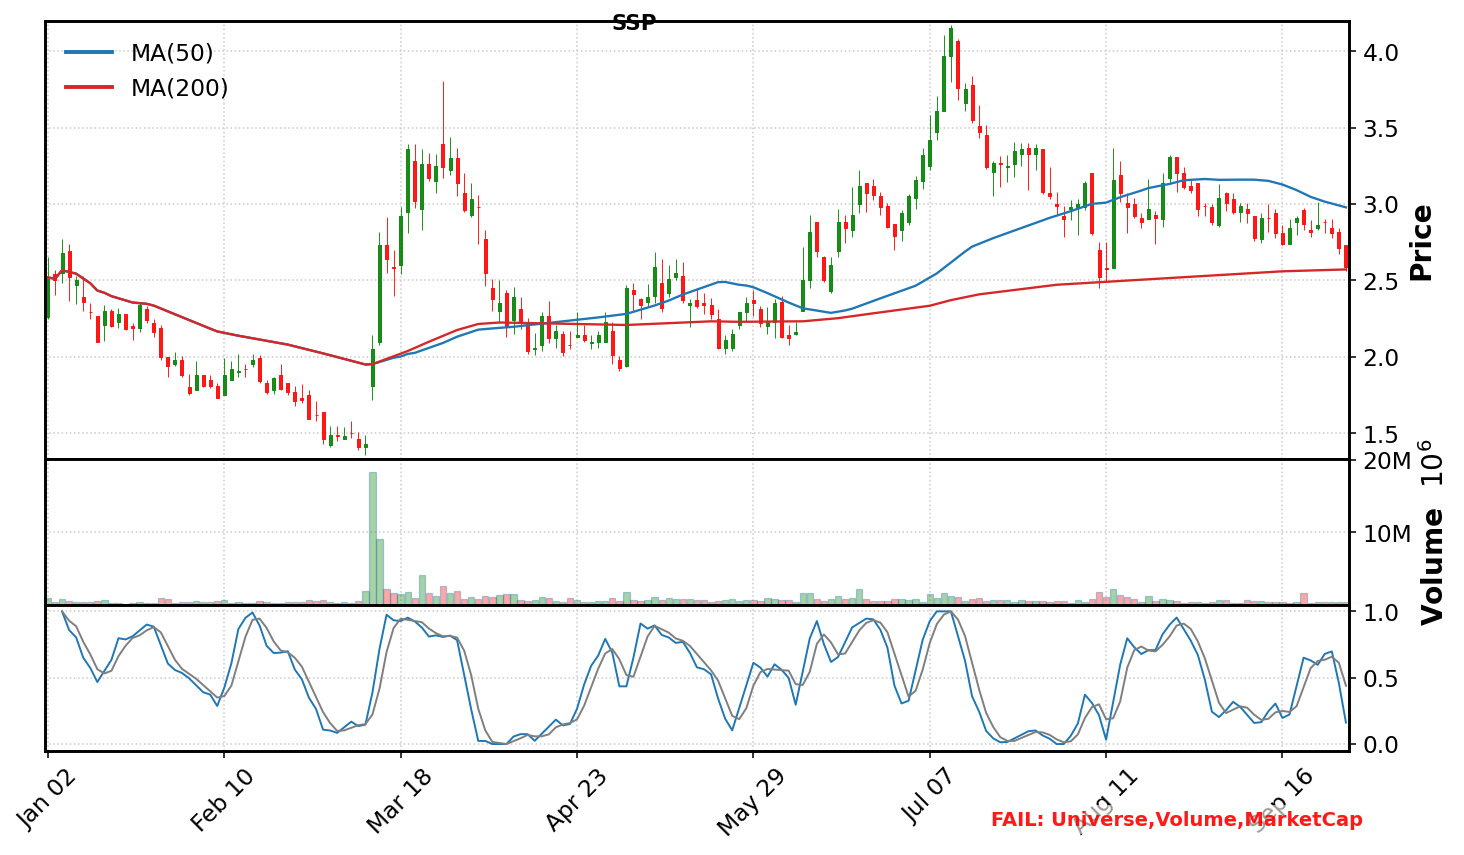 SSP
MA(50)
MA(200)
4.0
3.5
3.0
2.5
2.0
1.5
Price
20M
10M
Volume 10^6
1.0
0.5
0.0
Jan 02
Feb 10
Mar 18
Apr 23
May 29
Jul 07
Aug 11
Sep 16
FAIL: Universe,Volume,MarketCap